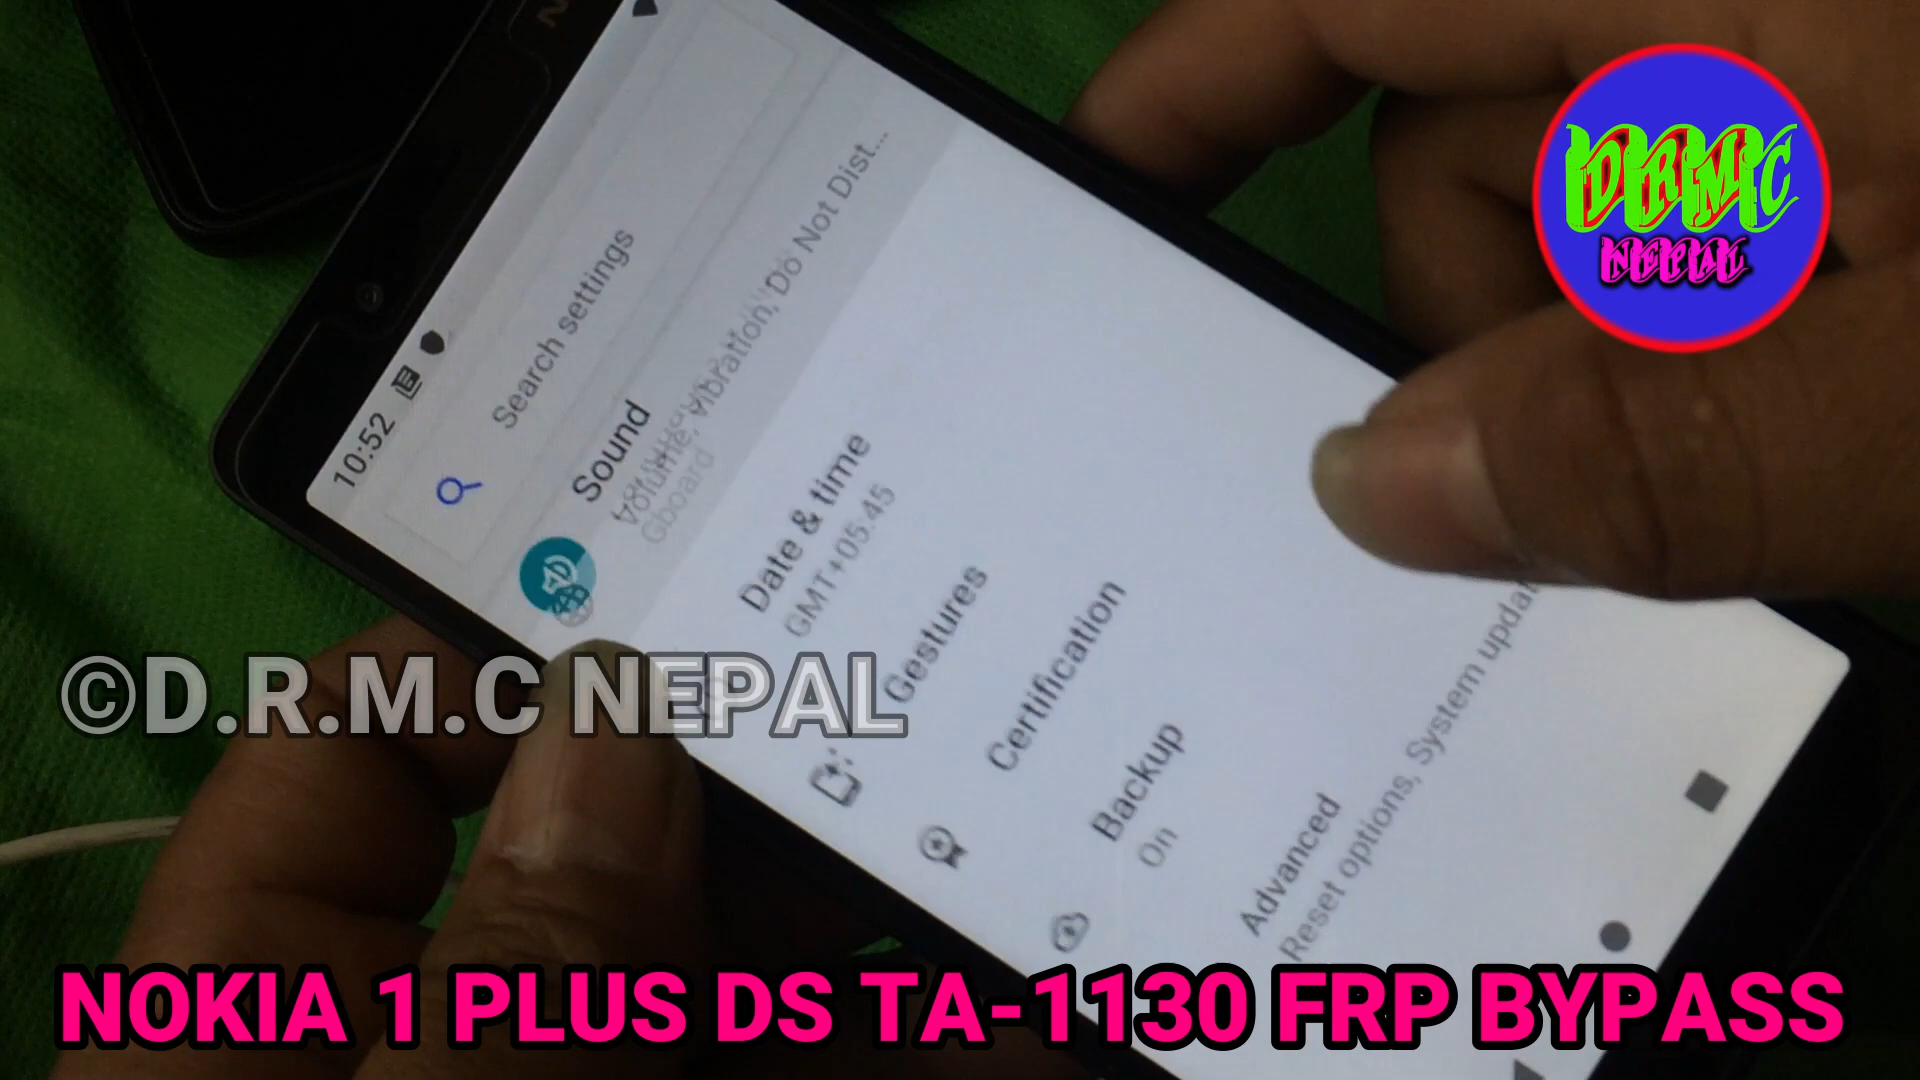 DRMC
NEPAL
10:52
Search settings
Sound
Volume, vibration, Do Not Dist...
Gboard
Date & time
GMT+05:45
Gestures
Certification
Backup
On
Advanced
Reset options, System updat
©D.R.M.C NEPAL
NOKIA 1 PLUS DS TA-1130 FRP BYPASS